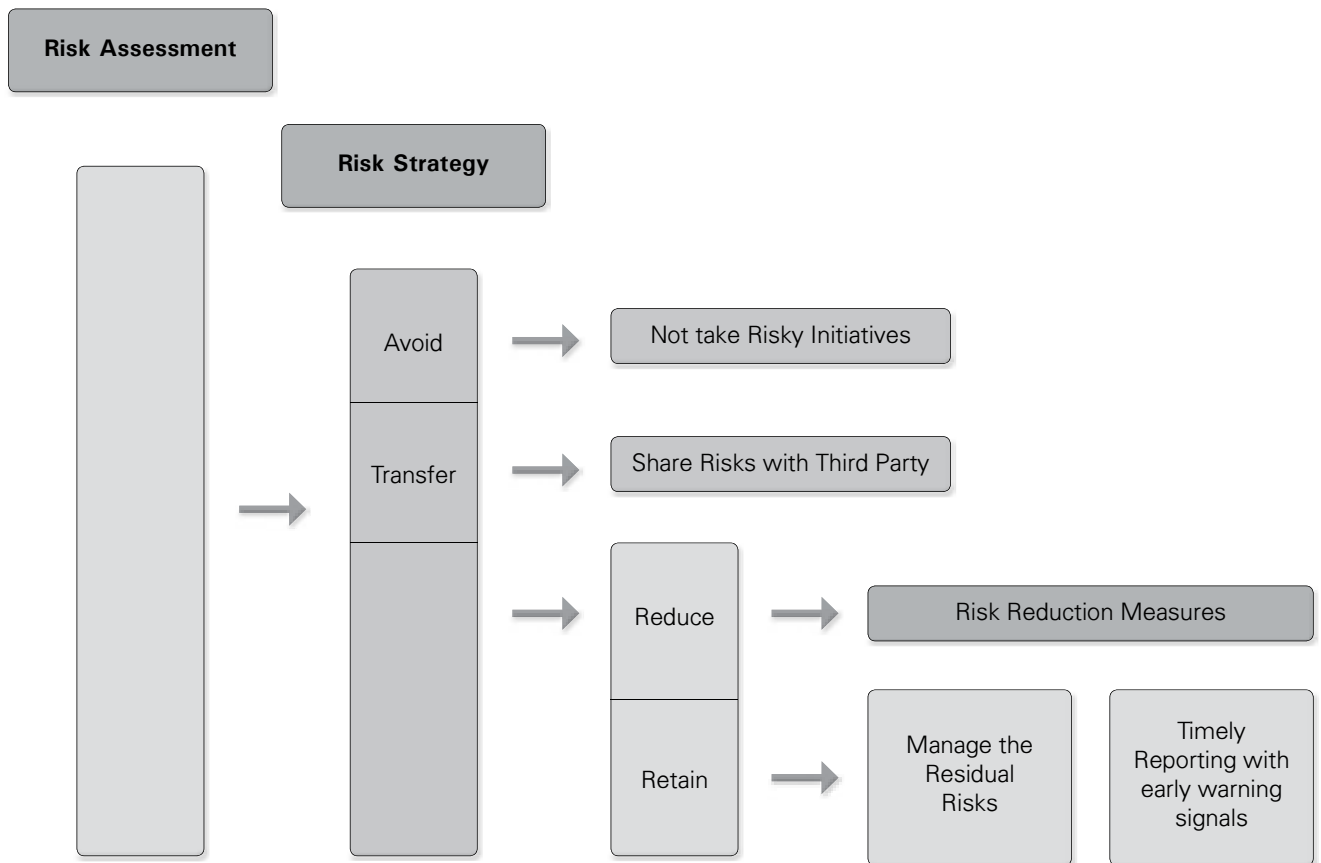 Risk Assessment
Risk Strategy
Avoid
Not take Risky Initiatives
Transfer
Share Risks with Third Party
Reduce
Risk Reduction Measures
Retain
Manage the
Residual
Risks
Timely
Reporting with
early warning
signals